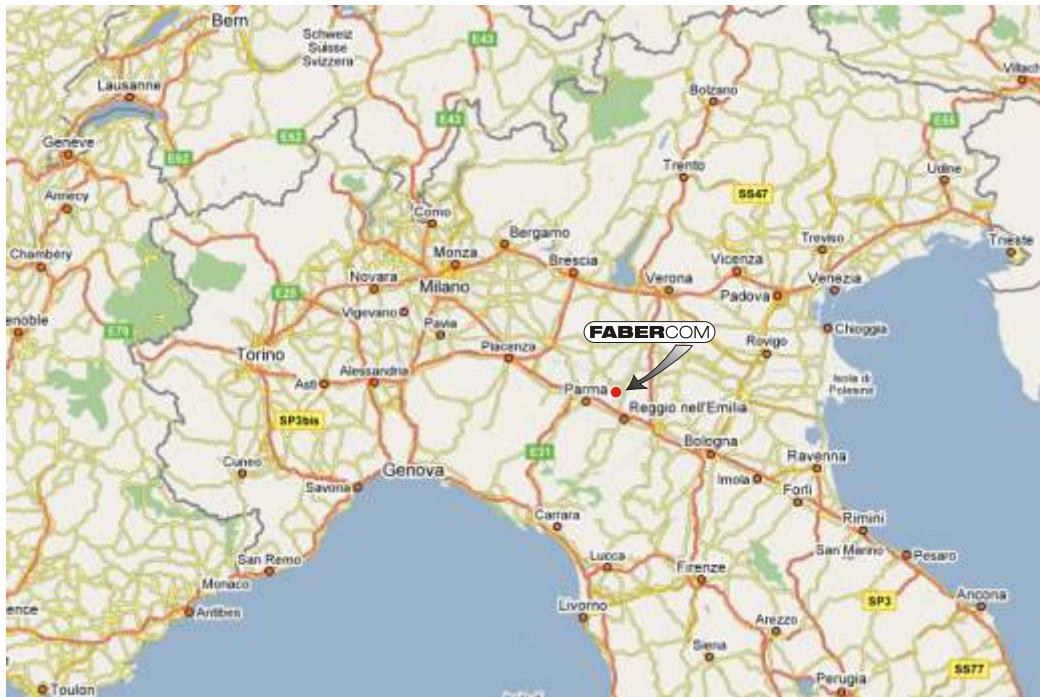 Bern
Schweiz
Suisse
Svizzera
E43
Villach
Lausanne
Bolzano
E43
E55
Geneve
E62
E62
Trento
Udine
Annecy
SS47
Como
Bergamo
Treviso
Trieste
Chambéry
Monza
Brescia
Vicenza
Novara
Milano
Verona
Venezia
E25
Padova
Vigevano
enoble
E70
Pavia
FABERCOM
Chioggia
Torino
Piacenza
Rovigo
Asti
Alessandria
Parma
Isola di
Polesine
SP3bis
Reggio nell'Emilia
Bologna
Cuneo
Genova
E31
Ravenna
Savona
Imola
Forlì
Carrara
Rimini
San Remo
Lucca
Firenze
San Marino
Pesaro
Monaco
ence
Antibes
Livorno
SP3
Ancona
Arezzo
Siena
SS77
Toulon
Perugia